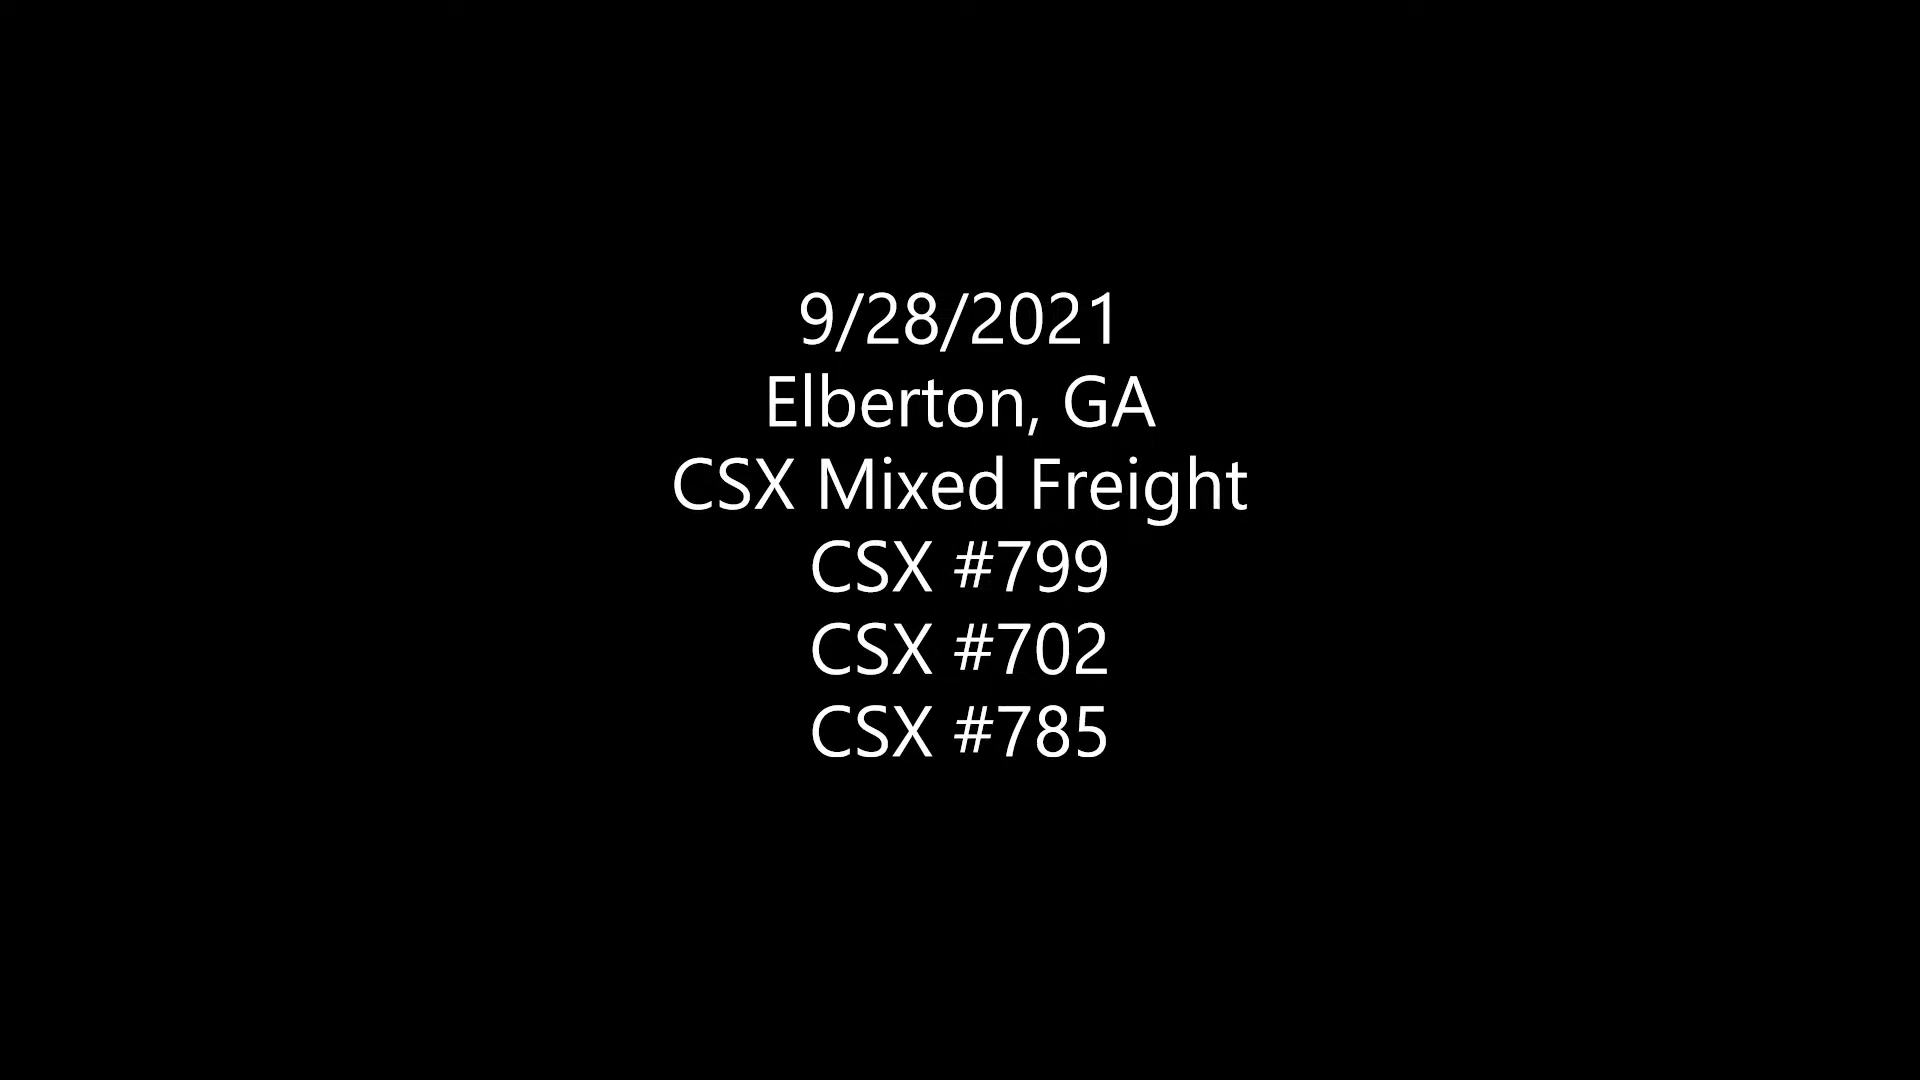 9/28/2021
Elberton, GA
CSX Mixed Freight
CSX #799
CSX #702
CSX #785